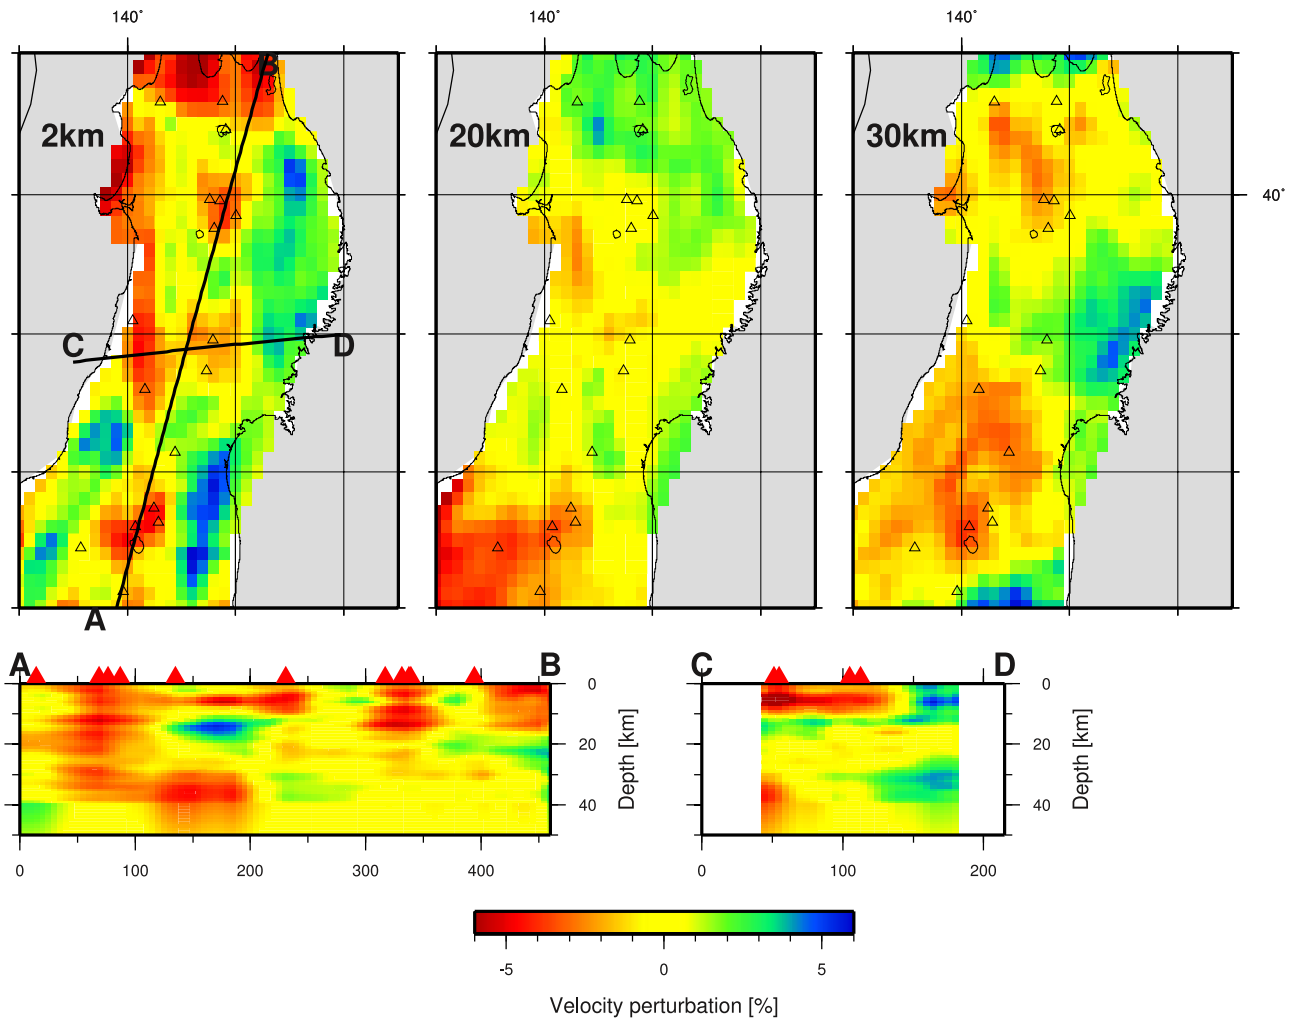 140° 140° 140°
B
2km 20km 30km
40°
C D
A
A B C D
0 0
20 20
40 40
Depth [km] Depth [km]
0 100 200 300 400 0 100 200
-5 0 5
Velocity perturbation [%]